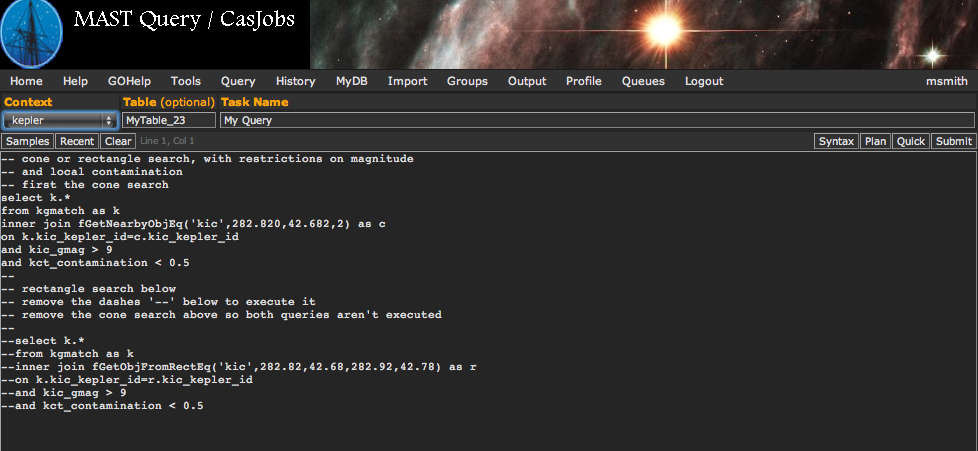 MAST Query / CasJobs
Home Help GOHelp Tools Query History MyDB Import Groups Output Profile Queues Logout msmith
Context Table (optional) Task Name
kepler MyTable_23 My Query
Samples Recent Clear Line 1, Col 1 Syntax Plan Quick Submit
-- cone or rectangle search, with restrictions on magnitude
-- and local contamination
-- first the cone search
select k.*
from kgmatch as k
inner join fGetNearbyObjEq('kic',282.820,42.682,2) as c
on k.kic_kepler_id=c.kic_kepler_id
and kic_gmag > 9
and kct_contamination < 0.5
--
-- rectangle search below
-- remove the dashes '--' below to execute it
-- remove the cone search above so both queries aren't executed
--
--select k.*
--from kgmatch as k
--inner join fGetObjFromRectEq('kic',282.82,42.68,282.92,42.78) as r
--on k.kic_kepler_id=r.kic_kepler_id
--and kic_gmag > 9
--and kct_contamination < 0.5